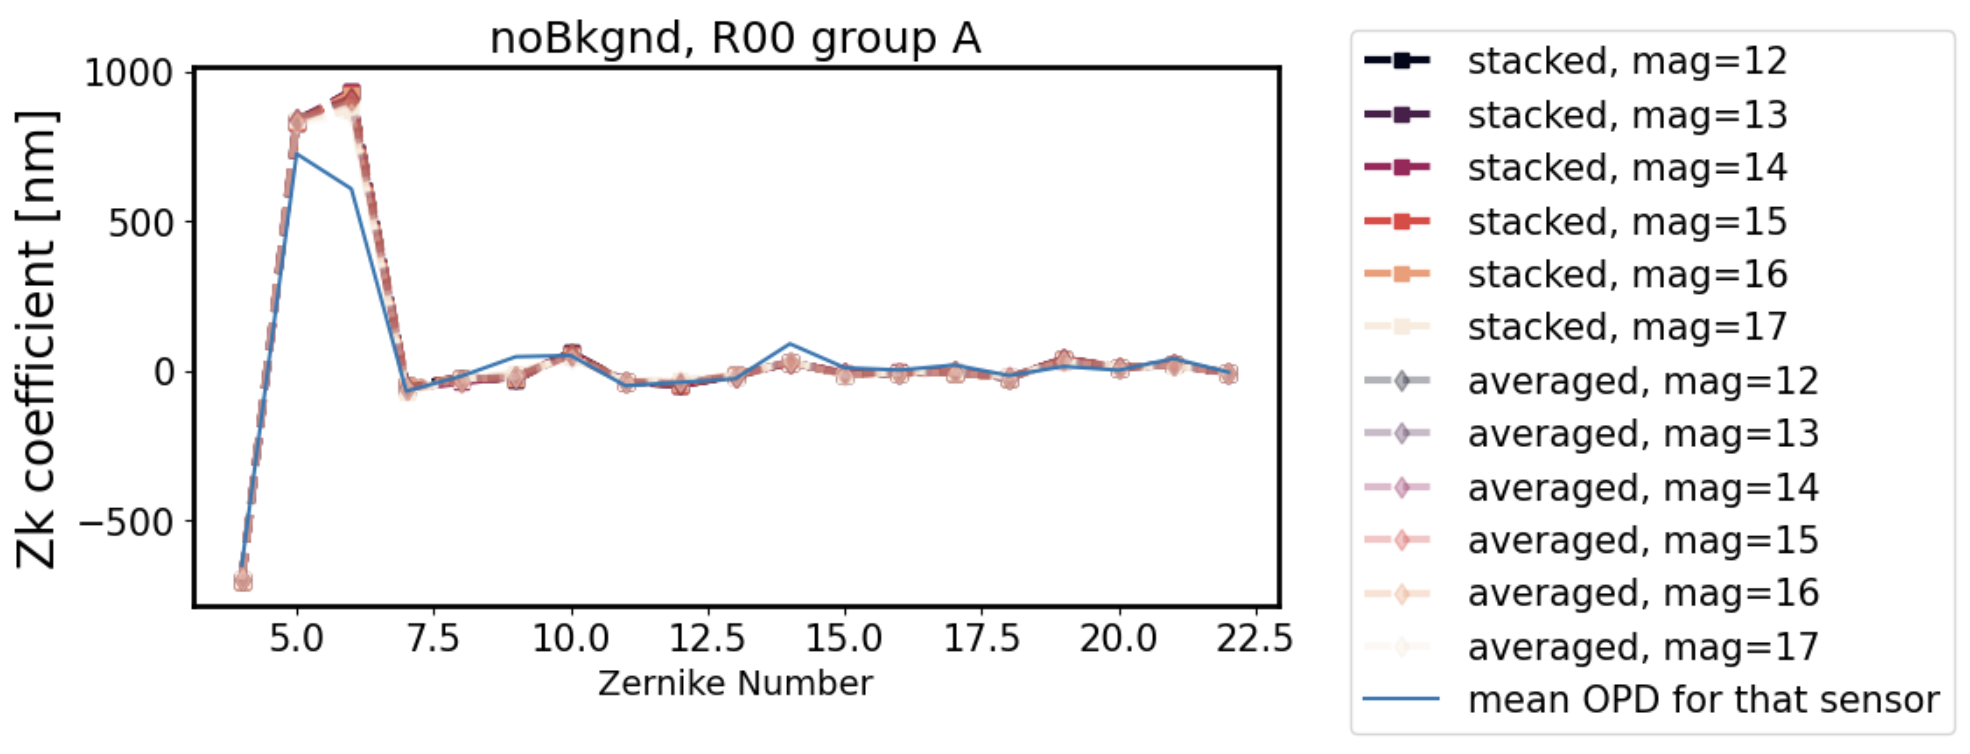 noBkgnd, R00 group A
Zk coefficient [nm]
1000
500
0
−500
5.0 7.5 10.0 12.5 15.0 17.5 20.0 22.5
Zernike Number
stacked, mag=12
stacked, mag=13
stacked, mag=14
stacked, mag=15
stacked, mag=16
stacked, mag=17
averaged, mag=12
averaged, mag=13
averaged, mag=14
averaged, mag=15
averaged, mag=16
averaged, mag=17
mean OPD for that sensor